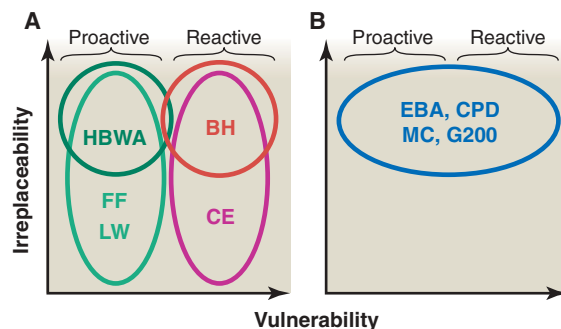 A
Proactive
Reactive
HBWA
BH
FF
LW
CE
Irreplaceability
B
Proactive
Reactive
EBA, CPD
MC, G200
Vulnerability